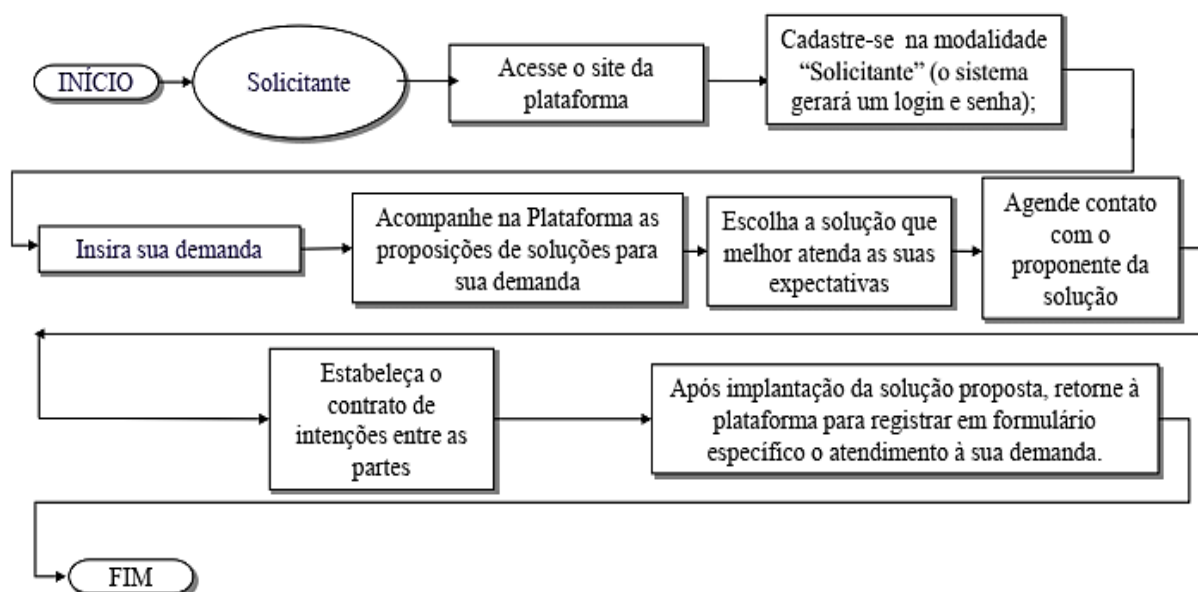 INÍCIO
Solicitante
Acesse o site da
plataforma
Cadastre-se na modalidade
“Solicitante” (o sistema
gerará um login e senha);
Insira sua demanda
Acompanhe na Plataforma as
proposições de soluções para
sua demanda
Escolha a solução que
melhor atenda as suas
expectativas
Agende contato
com o
proponente da
solução
Estabeleça o
contrato de
intenções entre as
partes
Após implantação da solução proposta, retorne à
plataforma para registrar em formulário
específico o atendimento à sua demanda.
FIM